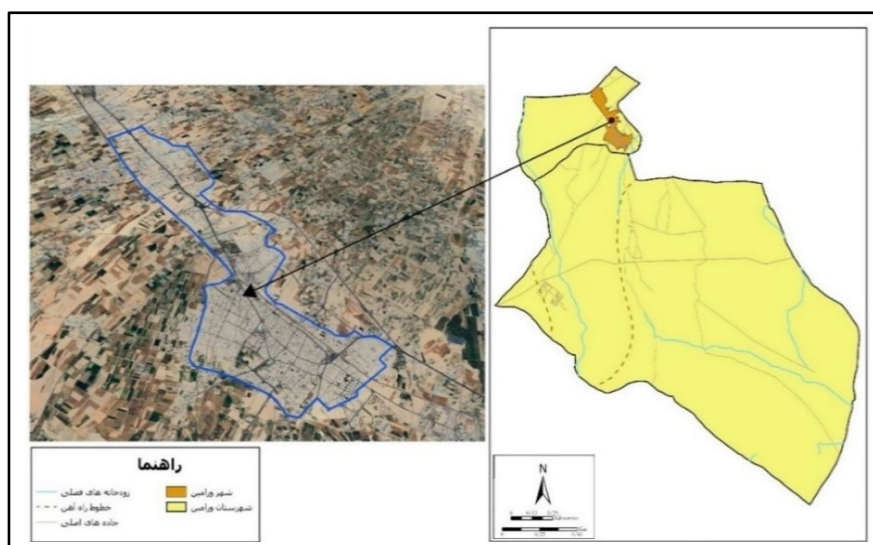 راهنما
شهر ورامین
شهرستان ورامین
رودخانه های فصلی
خطوط راه آهن
جاده های اصلی
N